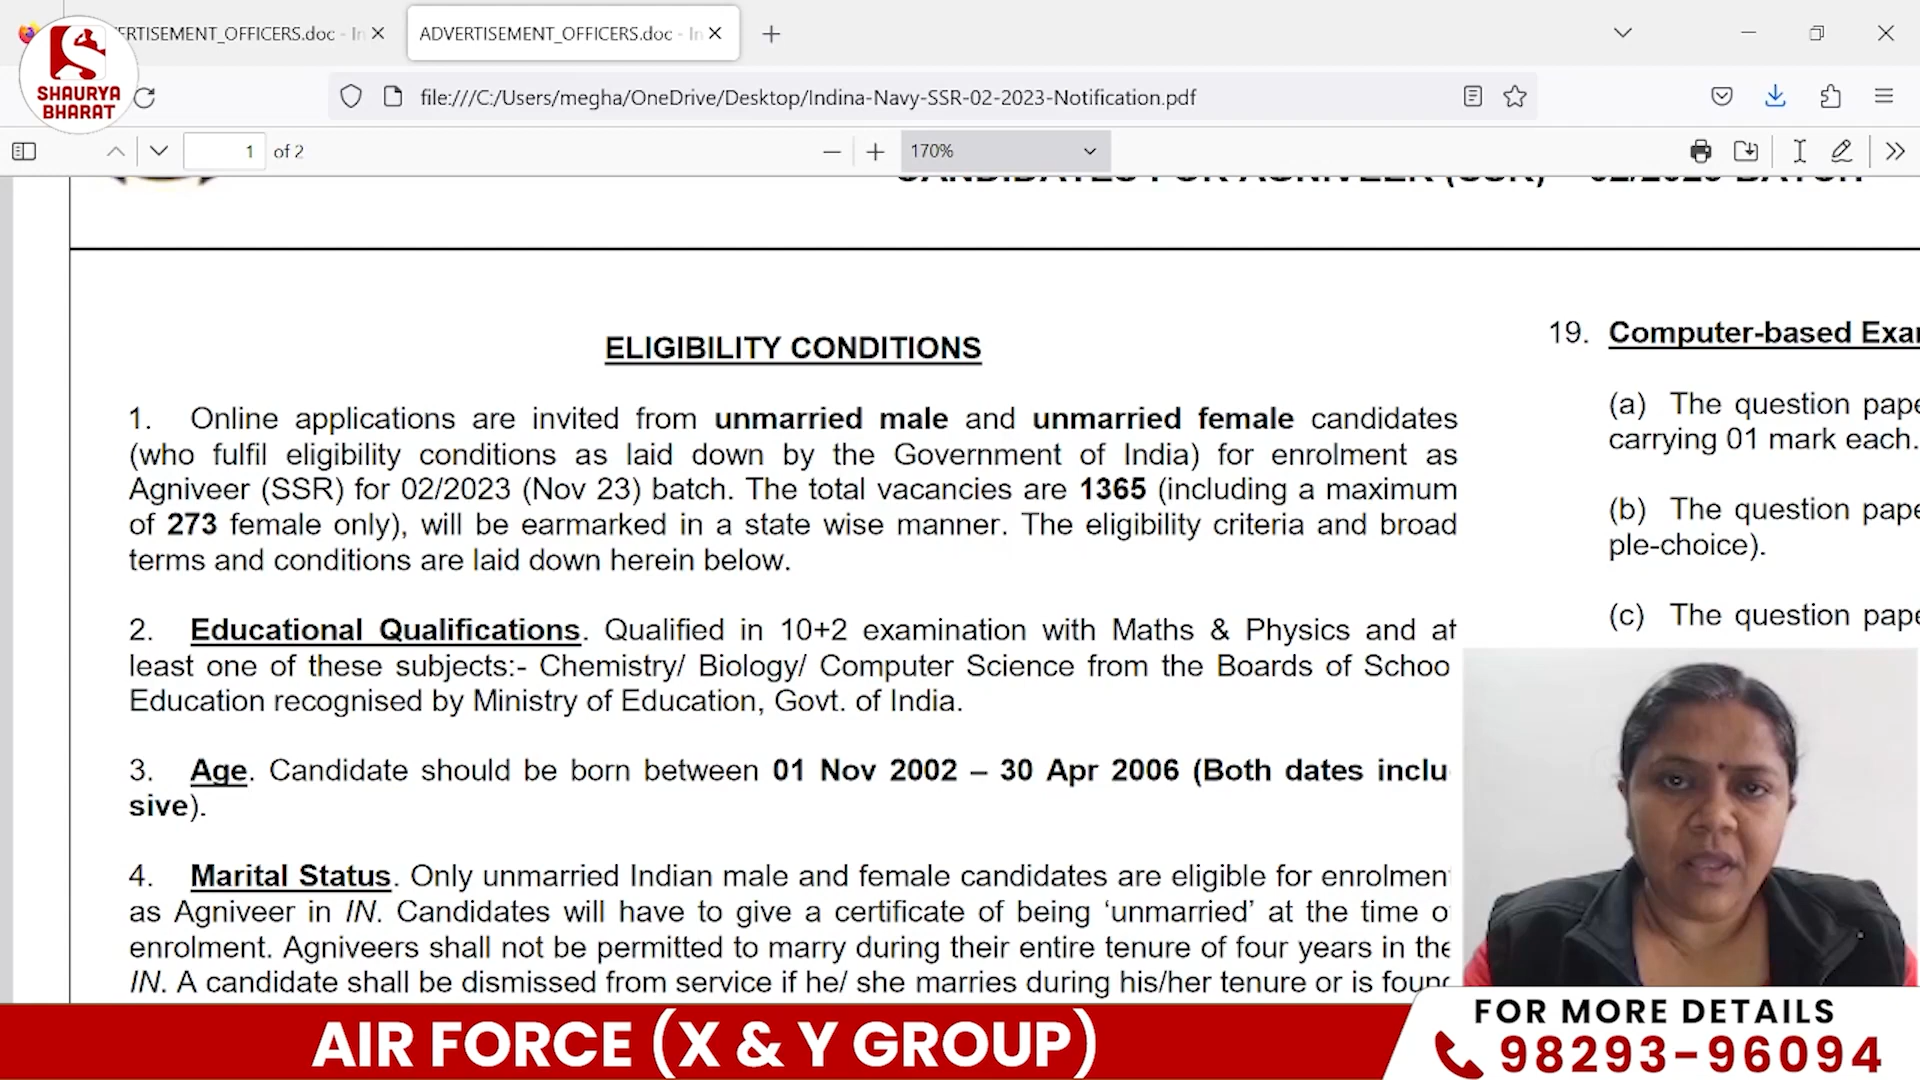 ERTISEMENT_OFFICERS.doc - In
ADVERTISEMENT_OFFICERS.doc - In
SHAURYA
BHARAT
file:///C:/Users/megha/OneDrive/Desktop/Indina-Navy-SSR-02-2023-Notification.pdf
1 of 2
170%
CANDIDATES FOR AGNIVEER (SSR) – 02/2023 BATCH
ELIGIBILITY CONDITIONS
1. Online applications are invited from unmarried male and unmarried female candidates
(who fulfil eligibility conditions as laid down by the Government of India) for enrolment as
Agniveer (SSR) for 02/2023 (Nov 23) batch. The total vacancies are 1365 (including a maximum
of 273 female only), will be earmarked in a state wise manner. The eligibility criteria and broad
terms and conditions are laid down herein below.
2. Educational Qualifications. Qualified in 10+2 examination with Maths & Physics and at
least one of these subjects:- Chemistry/ Biology/ Computer Science from the Boards of Schoo
Education recognised by Ministry of Education, Govt. of India.
3. Age. Candidate should be born between 01 Nov 2002 – 30 Apr 2006 (Both dates inclu
sive).
4. Marital Status. Only unmarried Indian male and female candidates are eligible for enrolmen
as Agniveer in IN. Candidates will have to give a certificate of being ‘unmarried’ at the time o
enrolment. Agniveers shall not be permitted to marry during their entire tenure of four years in the
IN. A candidate shall be dismissed from service if he/ she marries during his/her tenure or is foun
19. Computer-based Exa
(a) The question pape
carrying 01 mark each.
(b) The question pape
ple-choice).
(c) The question pape
AIR FORCE (X & Y GROUP)
FOR MORE DETAILS
98293-96094